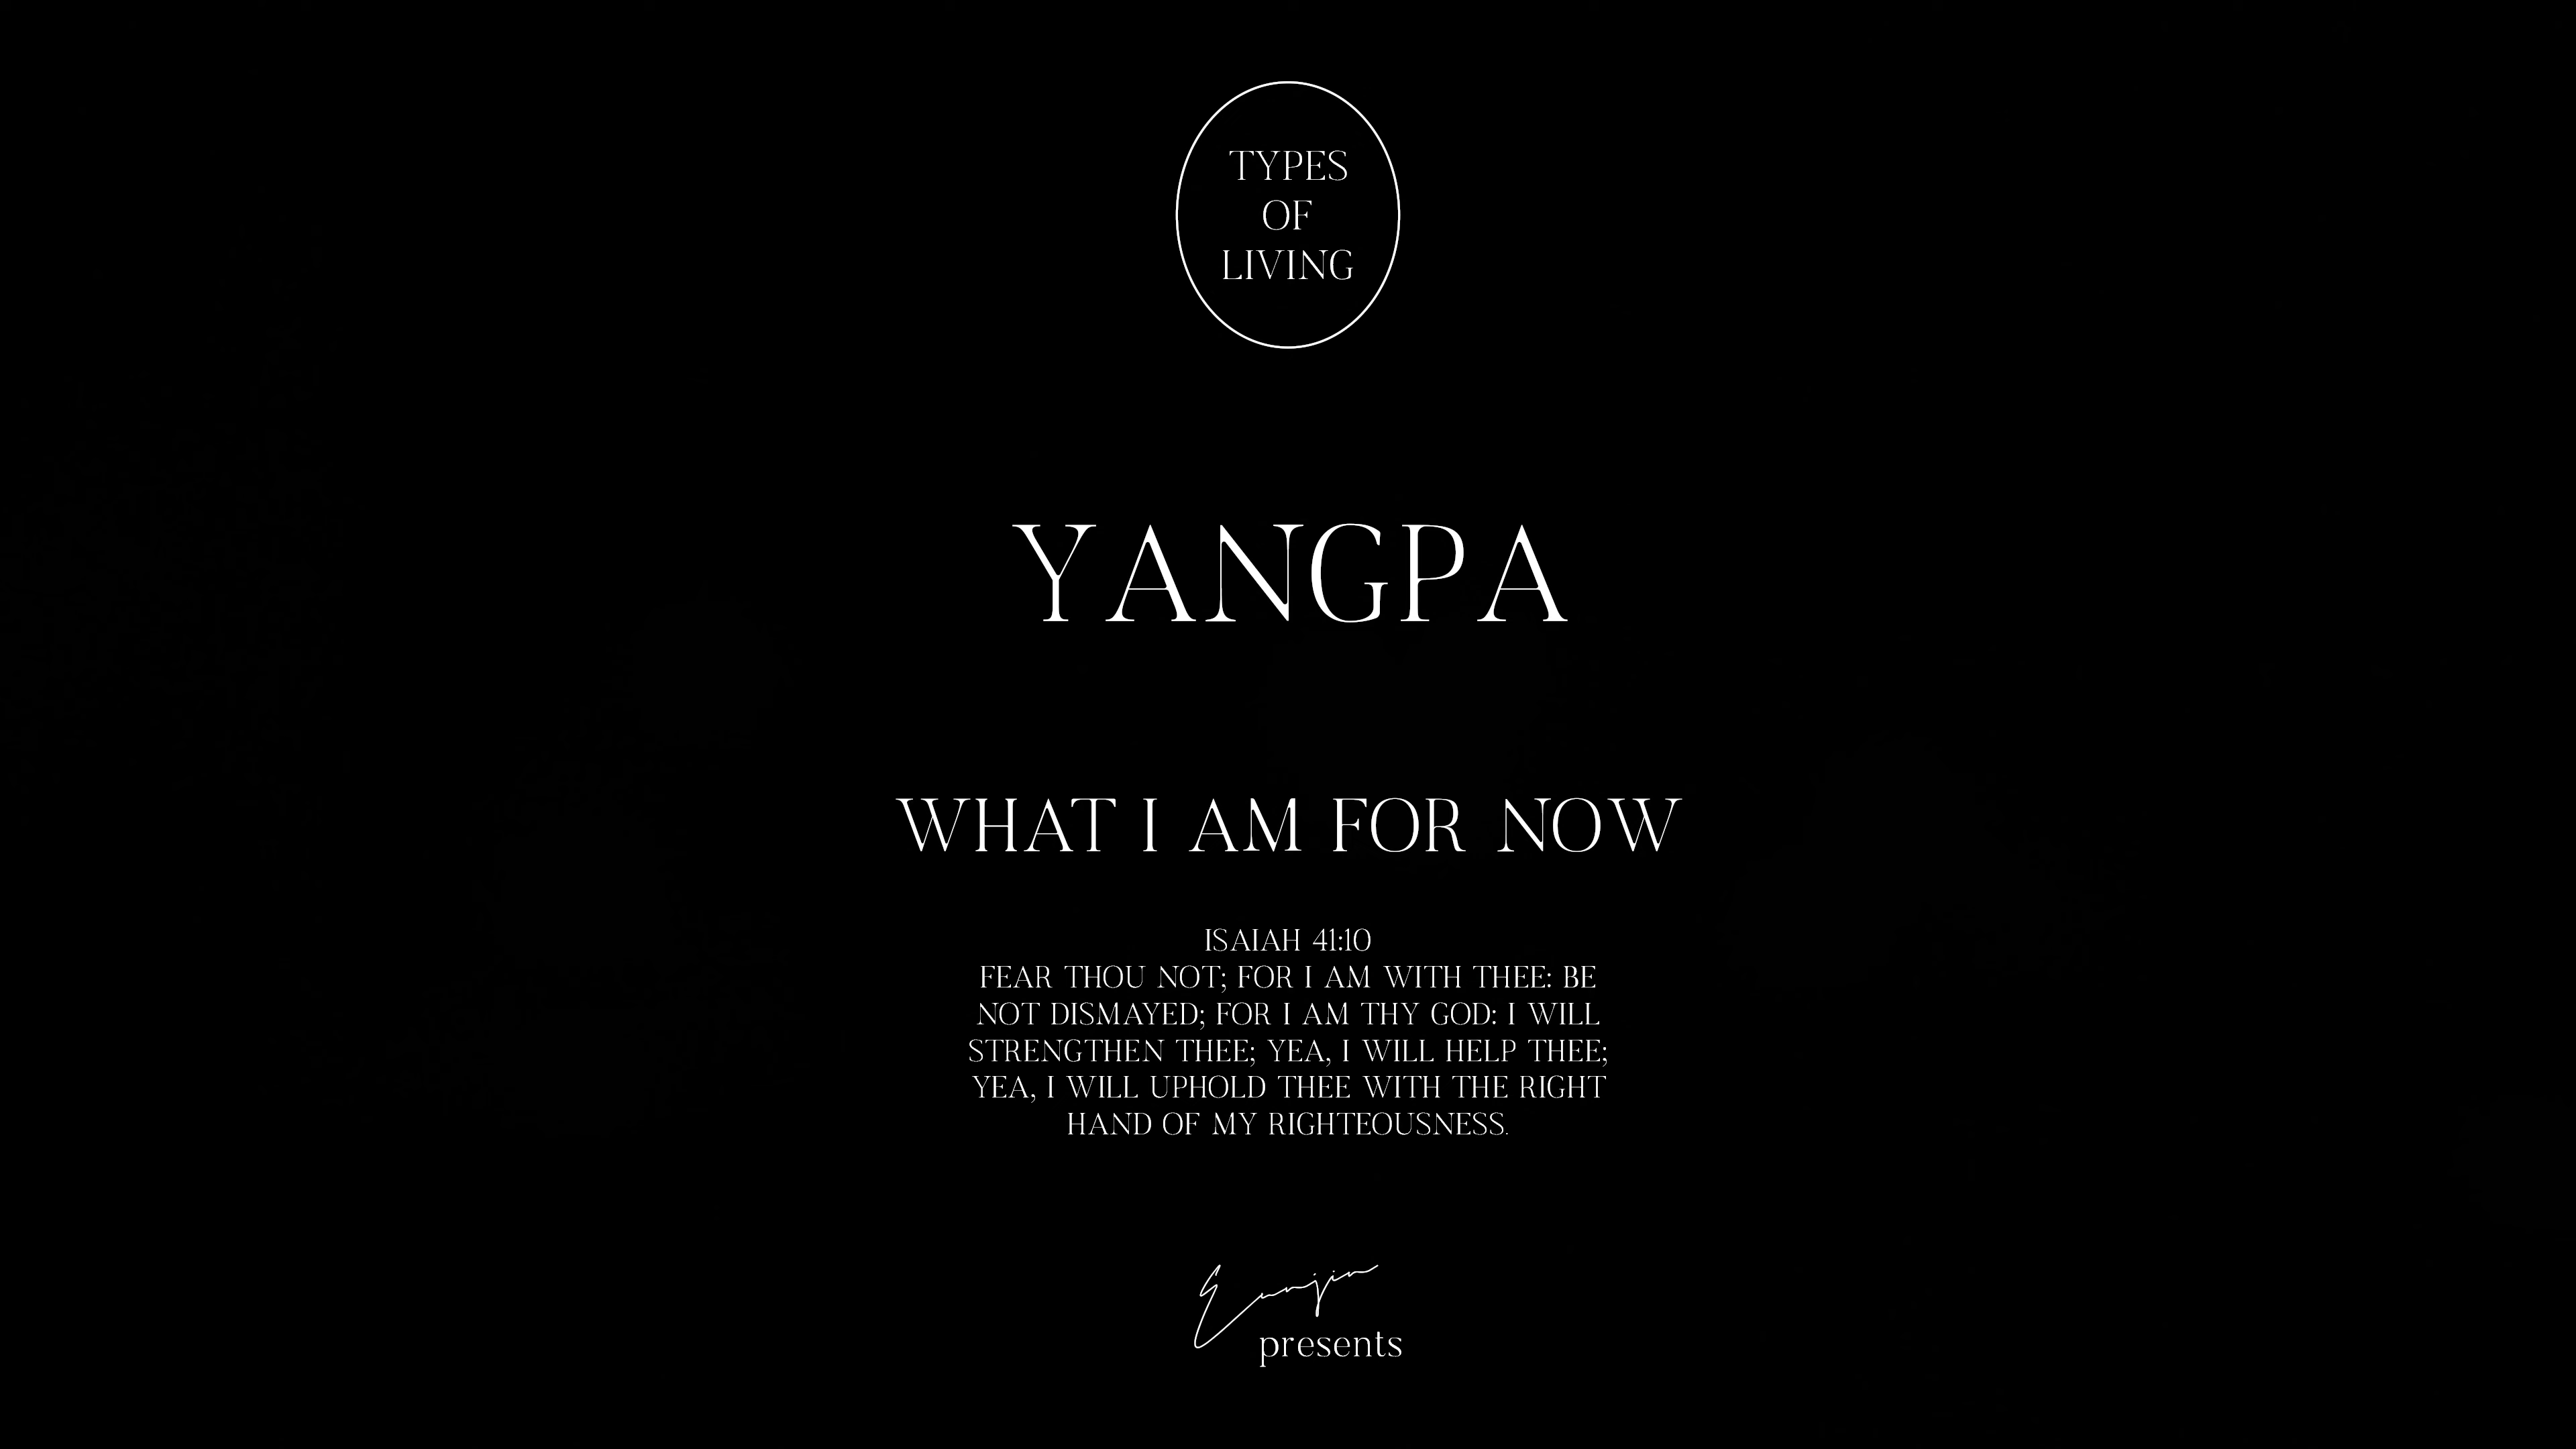 TYPES
OF
LIVING
YANGPA
WHAT I AM FOR NOW
ISAIAH 41:10
FEAR THOU NOT; FOR I AM WITH THEE: BE
NOT DISMAYED; FOR I AM THY GOD: I WILL
STRENGTHEN THEE; YEA, I WILL HELP THEE;
YEA, I WILL UPHOLD THEE WITH THE RIGHT
HAND OF MY RIGHTEOUSNESS.
Eunjin
presents